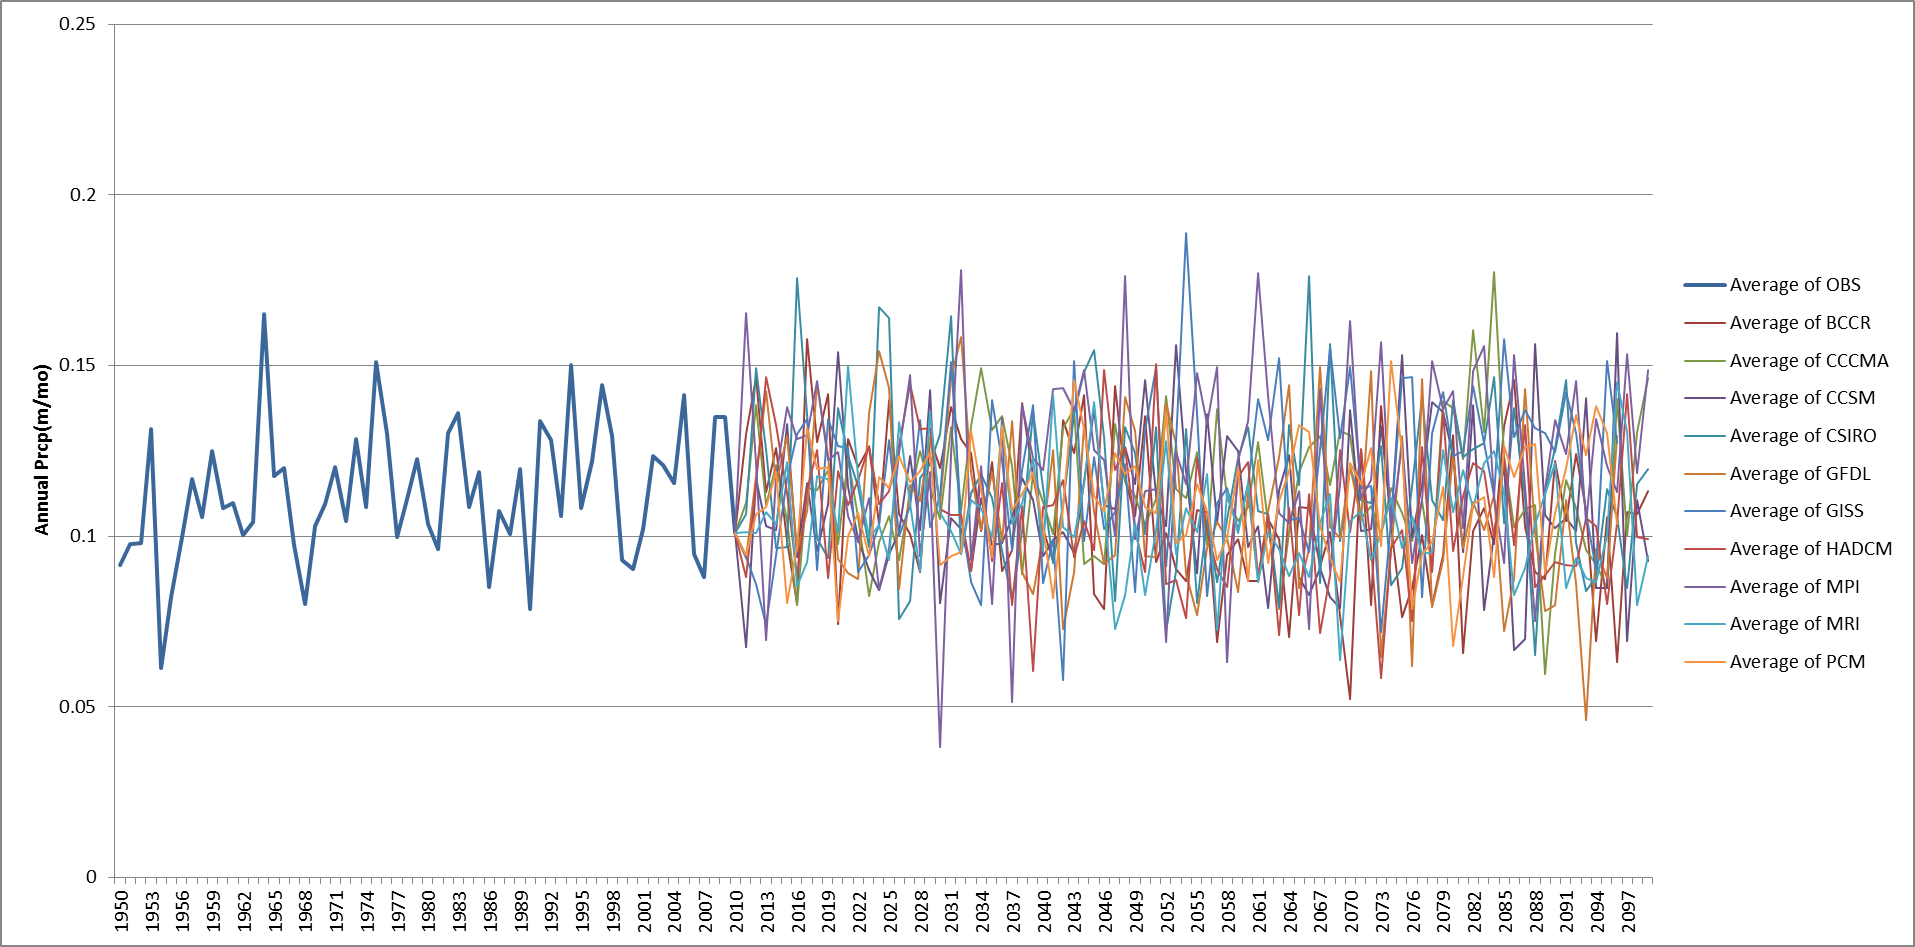 0.25
0.2
0.15
0.1
0.05
0
Annual Prcp(m/mo)
1950 1953 1956 1959 1962 1965 1968 1971 1974 1977 1980 1983 1986 1989 1992 1995 1998 2001 2004 2007 2010 2013 2016 2019 2022 2025 2028 2031 2034 2037 2040 2043 2046 2049 2052 2055 2058 2061 2064 2067 2070 2073 2076 2079 2082 2085 2088 2091 2094 2097
Average of OBS
Average of BCCR
Average of CCCMA
Average of CCSM
Average of CSIRO
Average of GFDL
Average of GISS
Average of HADCM
Average of MPI
Average of MRI
Average of PCM